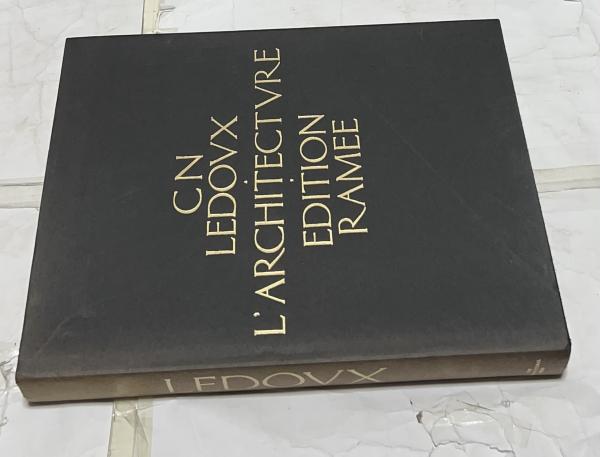 C.N
LEDOVX
L'ARCHITECTVRE
EDITION
RAMEE
LEDOVX